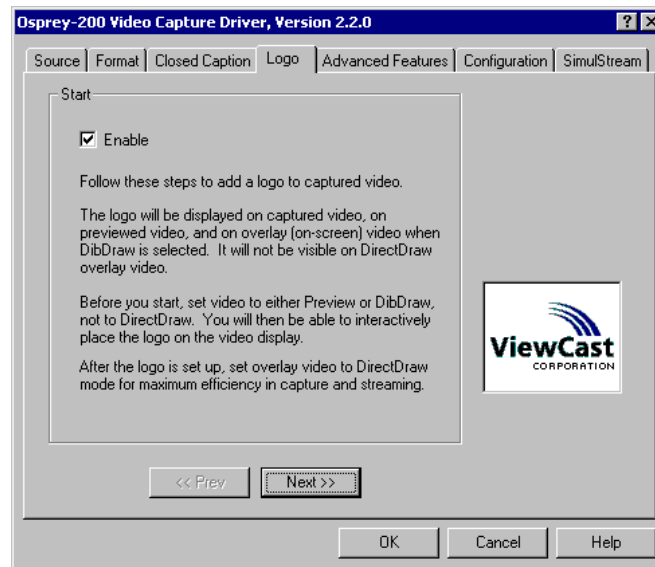 Osprey-200 Video Capture Driver, Version 2.2.0
Source Format Closed Caption Logo Advanced Features Configuration SimulStream
Start
Enable
Follow these steps to add a logo to captured video.
The logo will be displayed on captured video, on
previewed video, and on overlay (on-screen) video when
DibDraw is selected. It will not be visible on DirectDraw
overlay video.
Before you start, set video to either Preview or DibDraw,
not to DirectDraw. You will then be able to interactively
place the logo on the video display.
After the logo is set up, set overlay video to DirectDraw
mode for maximum efficiency in capture and streaming.
ViewCast
CORPORATION
<< Prev Next >>
OK Cancel Help